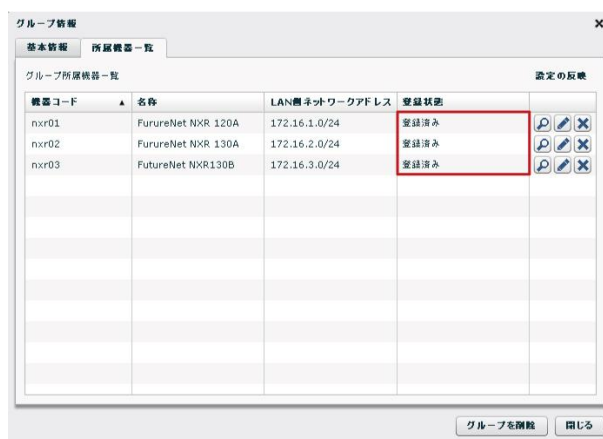 グループ情報
基本情報 所属機器一覧
グループ所属機器一覧 設定の反映
機器コード ▲ 名称 LAN側ネットワークアドレス 登録状態
nxr01 FurureNet NXR 120A 172.16.1.0/24 登録済み
nxr02 FurureNet NXR 130A 172.16.2.0/24 登録済み
nxr03 FutureNet NXR130B 172.16.3.0/24 登録済み
グループを削除 閉じる